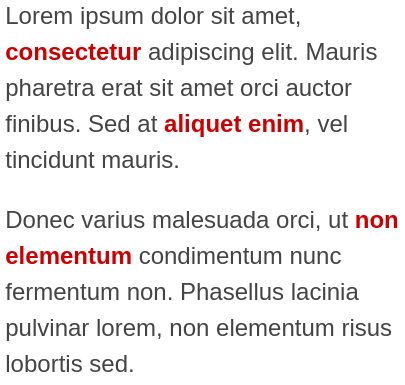 Lorem ipsum dolor sit amet,
consectetur adipiscing elit. Mauris
pharetra erat sit amet orci auctor
finibus. Sed at aliquet enim, vel
tincidunt mauris.
Donec varius malesuada orci, ut non
elementum condimentum nunc
fermentum non. Phasellus lacinia
pulvinar lorem, non elementum risus
lobortis sed.